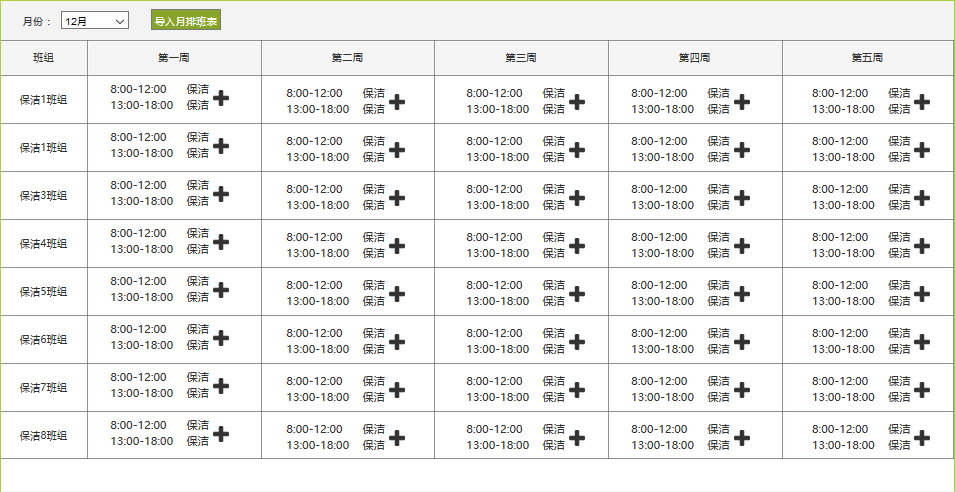 月份： 12月 导入月排班表
班组 第一周 第二周 第三周 第四周 第五周
保洁1班组 8:00-12:00 保洁 8:00-12:00 保洁 8:00-12:00 保洁 8:00-12:00 保洁 8:00-12:00 保洁
13:00-18:00 保洁 13:00-18:00 保洁 13:00-18:00 保洁 13:00-18:00 保洁 13:00-18:00 保洁
保洁1班组 8:00-12:00 保洁 8:00-12:00 保洁 8:00-12:00 保洁 8:00-12:00 保洁 8:00-12:00 保洁
13:00-18:00 保洁 13:00-18:00 保洁 13:00-18:00 保洁 13:00-18:00 保洁 13:00-18:00 保洁
保洁3班组 8:00-12:00 保洁 8:00-12:00 保洁 8:00-12:00 保洁 8:00-12:00 保洁 8:00-12:00 保洁
13:00-18:00 保洁 13:00-18:00 保洁 13:00-18:00 保洁 13:00-18:00 保洁 13:00-18:00 保洁
保洁4班组 8:00-12:00 保洁 8:00-12:00 保洁 8:00-12:00 保洁 8:00-12:00 保洁 8:00-12:00 保洁
13:00-18:00 保洁 13:00-18:00 保洁 13:00-18:00 保洁 13:00-18:00 保洁 13:00-18:00 保洁
保洁5班组 8:00-12:00 保洁 8:00-12:00 保洁 8:00-12:00 保洁 8:00-12:00 保洁 8:00-12:00 保洁
13:00-18:00 保洁 13:00-18:00 保洁 13:00-18:00 保洁 13:00-18:00 保洁 13:00-18:00 保洁
保洁6班组 8:00-12:00 保洁 8:00-12:00 保洁 8:00-12:00 保洁 8:00-12:00 保洁 8:00-12:00 保洁
13:00-18:00 保洁 13:00-18:00 保洁 13:00-18:00 保洁 13:00-18:00 保洁 13:00-18:00 保洁
保洁7班组 8:00-12:00 保洁 8:00-12:00 保洁 8:00-12:00 保洁 8:00-12:00 保洁 8:00-12:00 保洁
13:00-18:00 保洁 13:00-18:00 保洁 13:00-18:00 保洁 13:00-18:00 保洁 13:00-18:00 保洁
保洁8班组 8:00-12:00 保洁 8:00-12:00 保洁 8:00-12:00 保洁 8:00-12:00 保洁 8:00-12:00 保洁
13:00-18:00 保洁 13:00-18:00 保洁 13:00-18:00 保洁 13:00-18:00 保洁 13:00-18:00 保洁